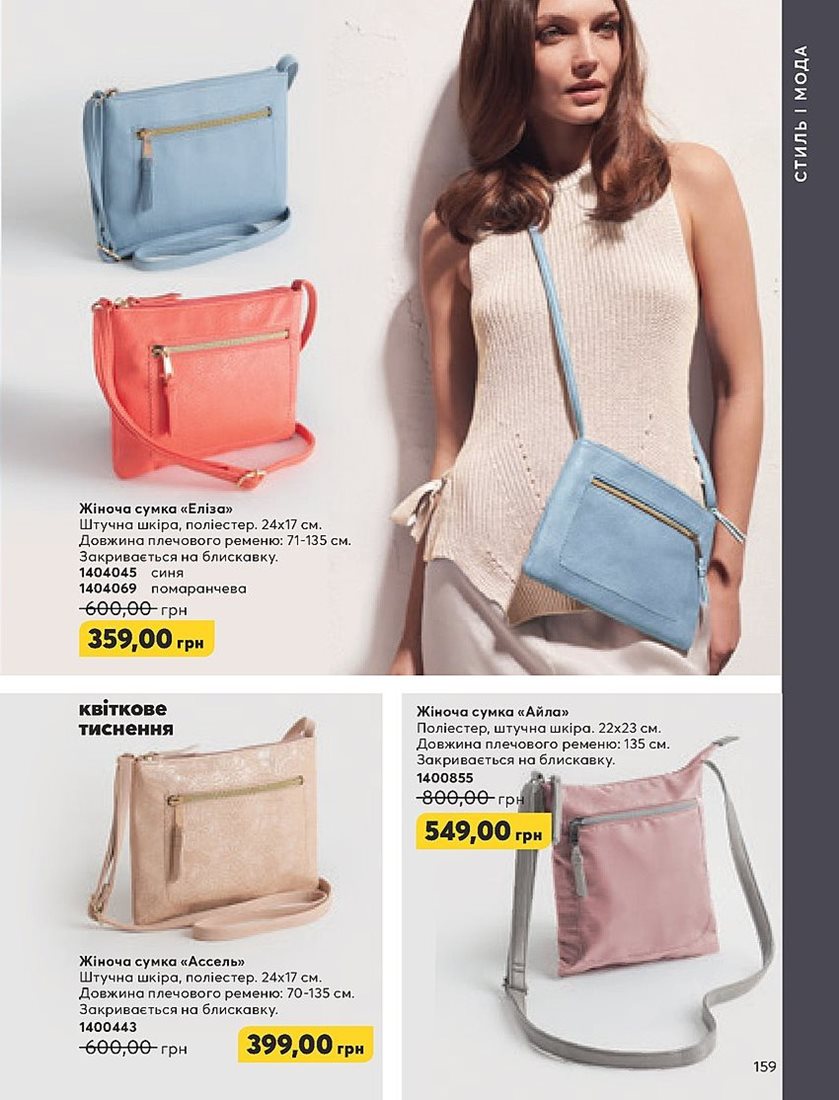 СТИЛЬ | МОДА
Жіноча сумка «Еліза»
Штучна шкіра, поліестер. 24х17 см.
Довжина плечового ременю: 71-135 см.
Закривається на блискавку.
1404045 синя
1404069 помаранчева
600,00 грн
359,00 грн
квіткове
тиснення
Жіноча сумка «Ассель»
Штучна шкіра, поліестер. 24х17 см.
Довжина плечового ременю: 70-135 см.
Закривається на блискавку.
1400443
600,00 грн
399,00 грн
Жіноча сумка «Айла»
Поліестер, штучна шкіра. 22х23 см.
Довжина плечового ременю: 135 см.
Закривається на блискавку.
1400855
800,00 грн
549,00 грн
159